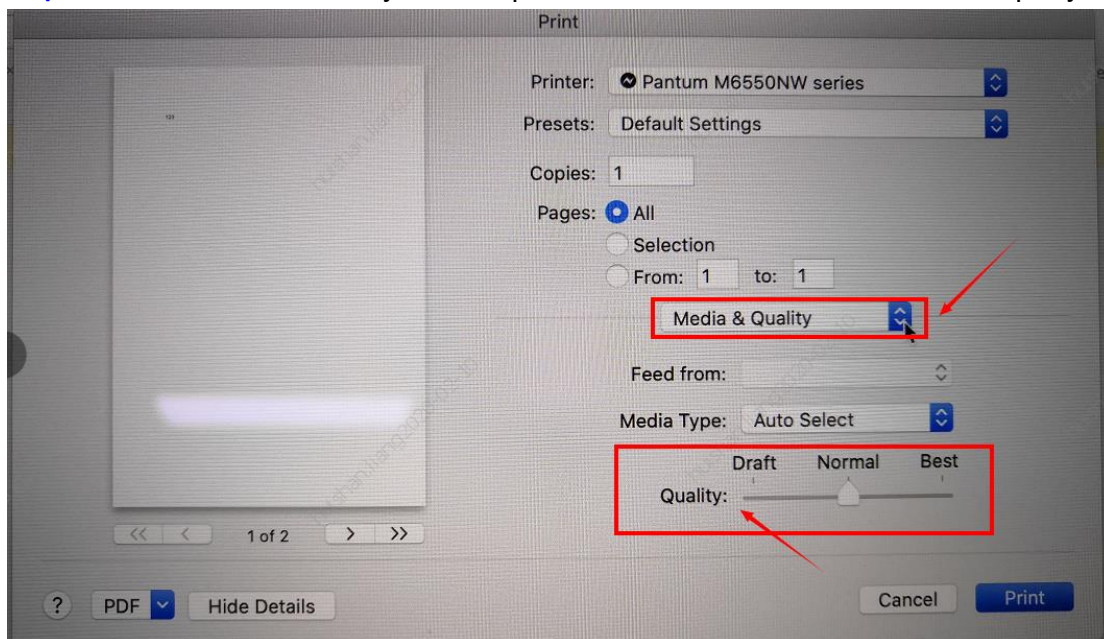 Print
Printer: Pantum M6550NW series
Presets: Default Settings
Copies: 1
Pages: All
Selection
From: 1 to: 1
Media & Quality
Feed from:
Media Type: Auto Select
Draft Normal Best
Quality:
123
1 of 2
? PDF Hide Details Cancel Print